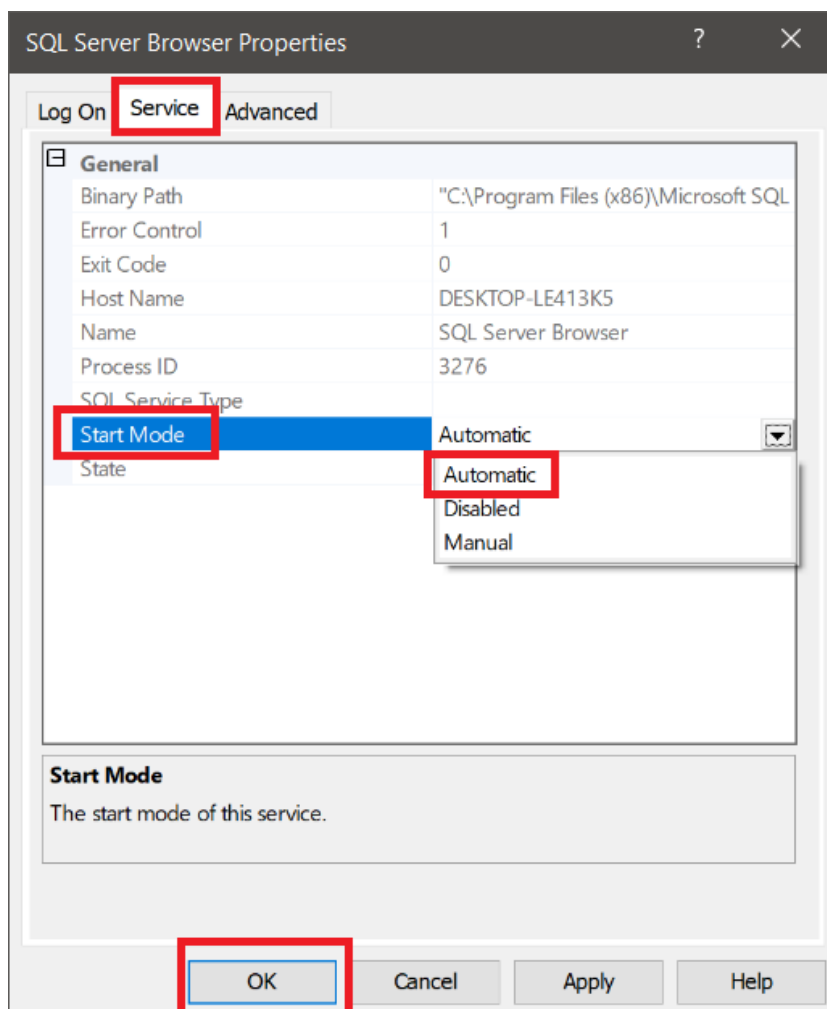 SQL Server Browser Properties ?
Log On Service Advanced
General
Binary Path "C:\Program Files (x86)\Microsoft SQL
Error Control 1
Exit Code 0
Host Name DESKTOP-LE413K5
Name SQL Server Browser
Process ID 3276
SQL Service Type
Start Mode Automatic
State Automatic
Disabled
Manual
Start Mode
The start mode of this service.
OK Cancel Apply Help